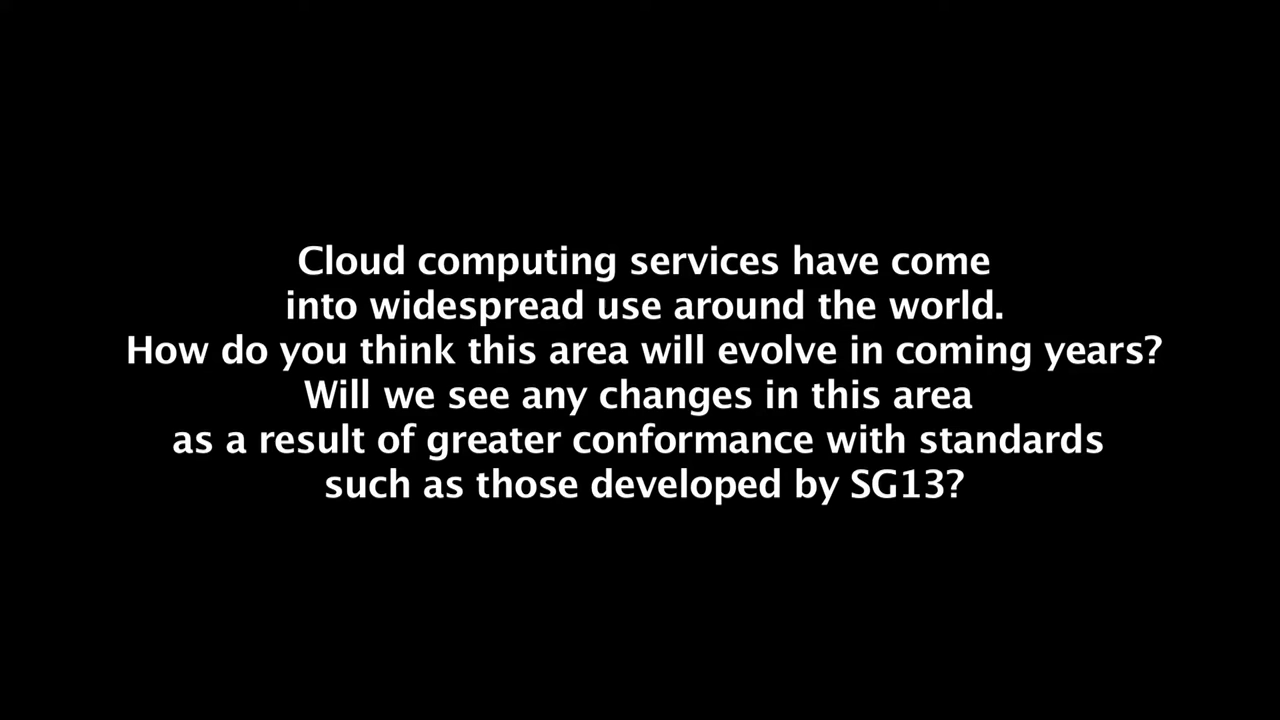 Cloud computing services have come
into widespread use around the world.
How do you think this area will evolve in coming years?
Will we see any changes in this area
as a result of greater conformance with standards
such as those developed by SG13?